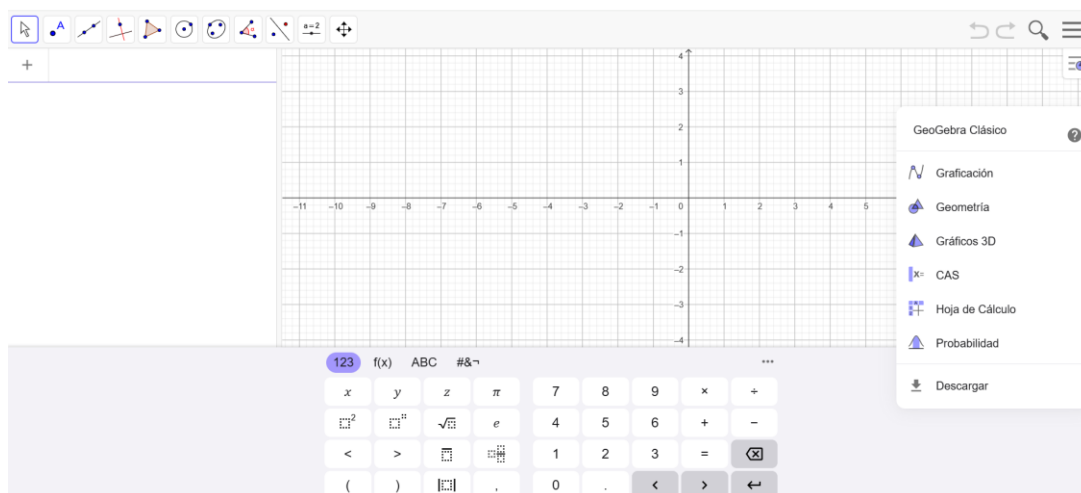 A
α
a=2
+
4
3
2
1
−11 −10 −9 −8 −7 −6 −5 −4 −3 −2 −1 0 1 2 3 4 5
−1
−2
−3
−4
GeoGebra Clásico ?
Graficación
Geometría
Gráficos 3D
x= CAS
Hoja de Cálculo
Probabilidad
Descargar
123 f(x) ABC #&¬ ...
x y z π 7 8 9 × ÷
2 √ e 4 5 6 + −
< > 1 2 3 =
( ) | | , 0 . < >